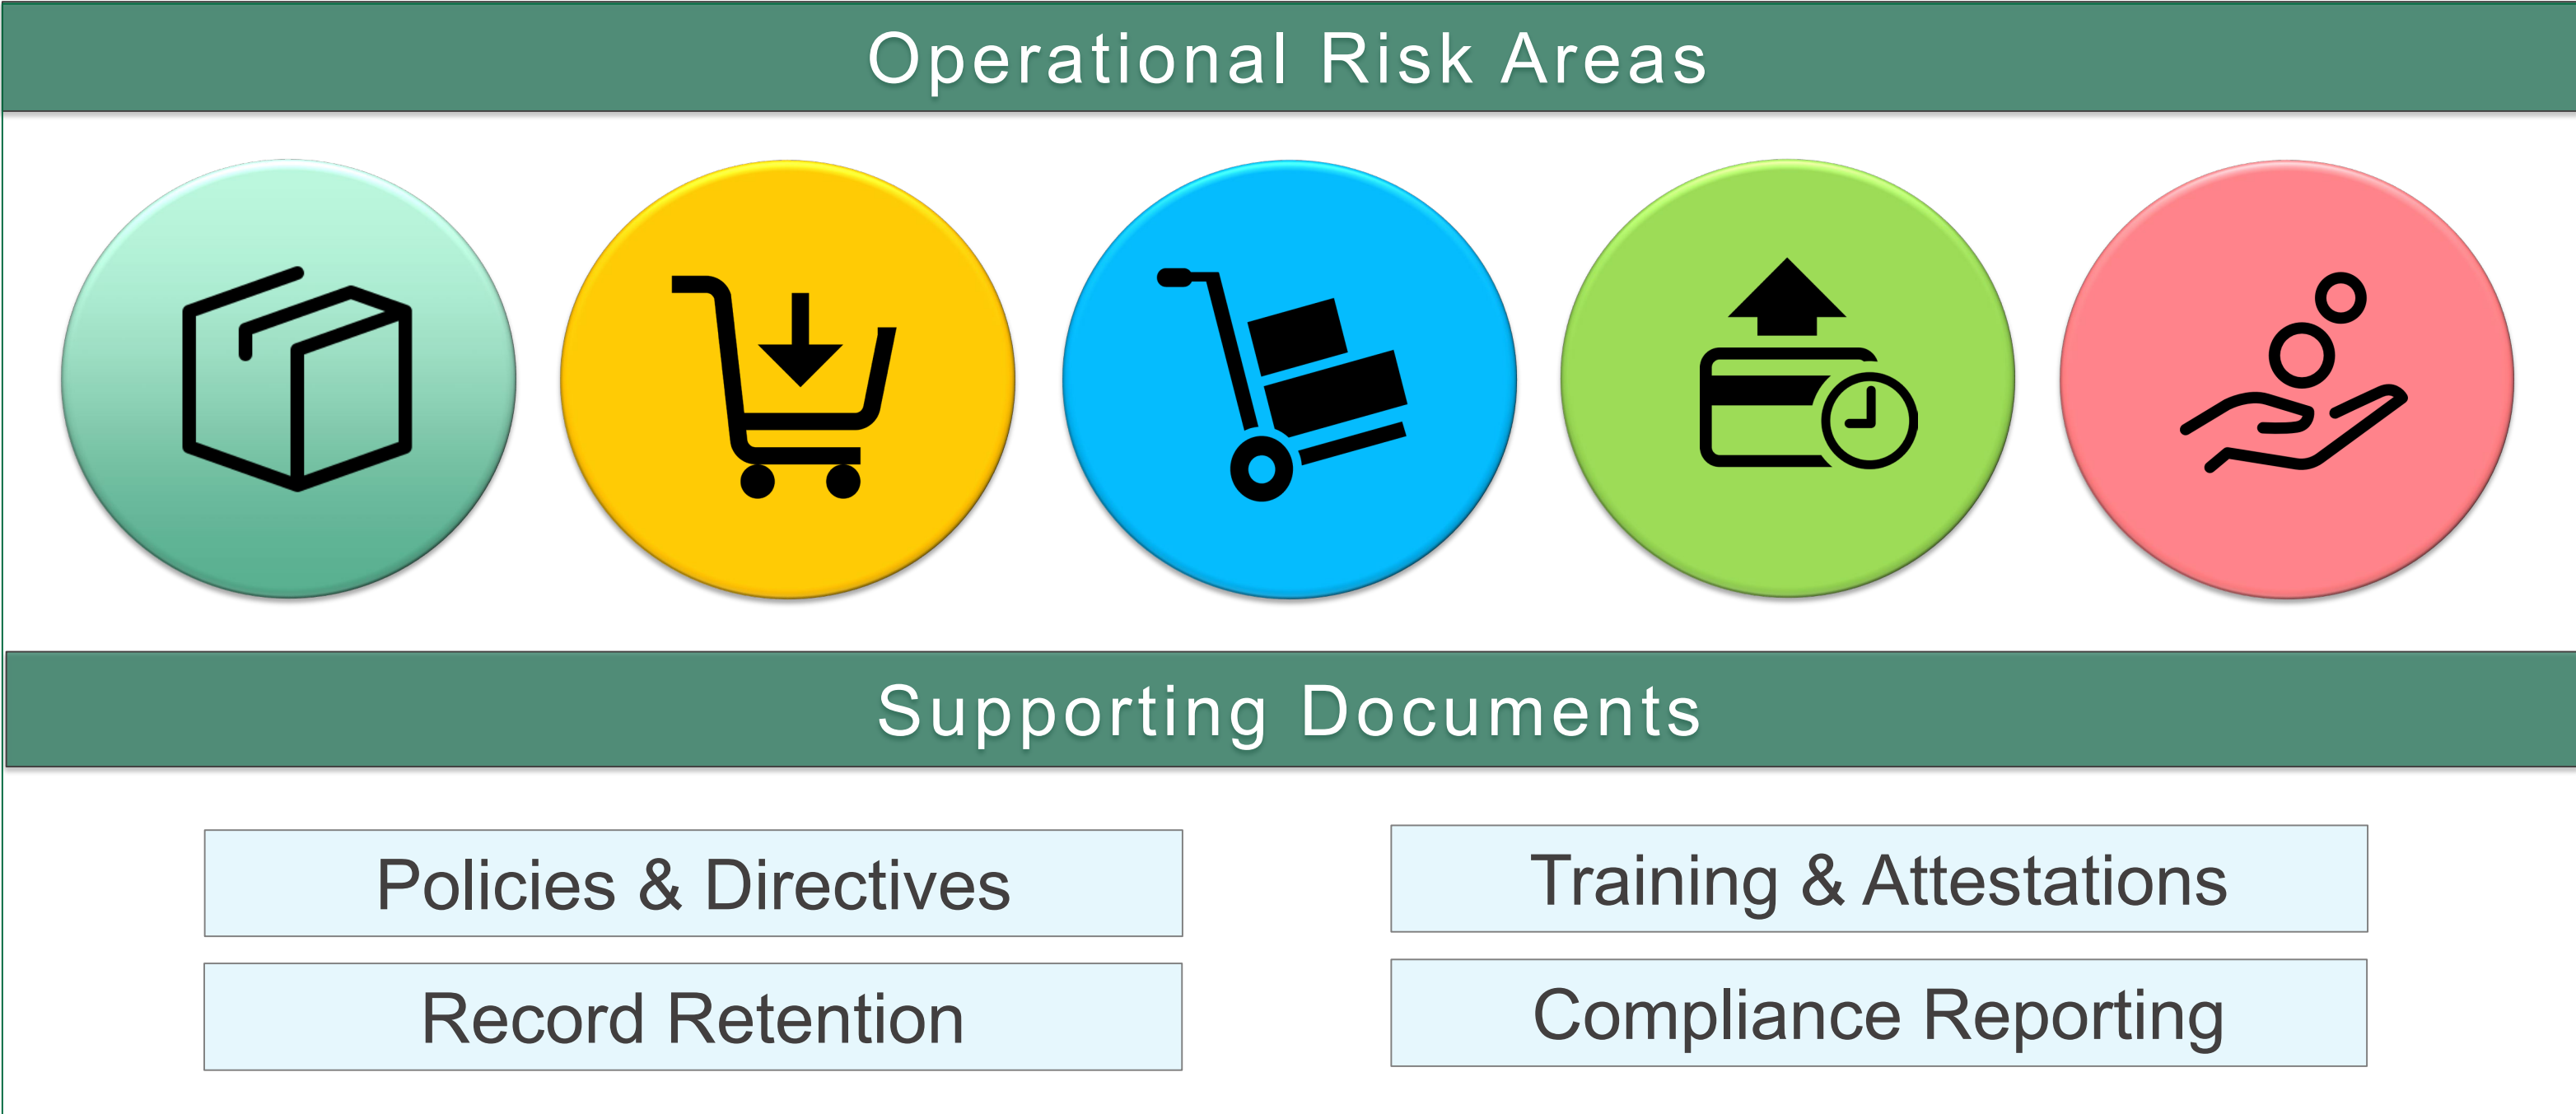 Operational Risk Areas
Supporting Documents
Policies & Directives
Training & Attestations
Record Retention
Compliance Reporting